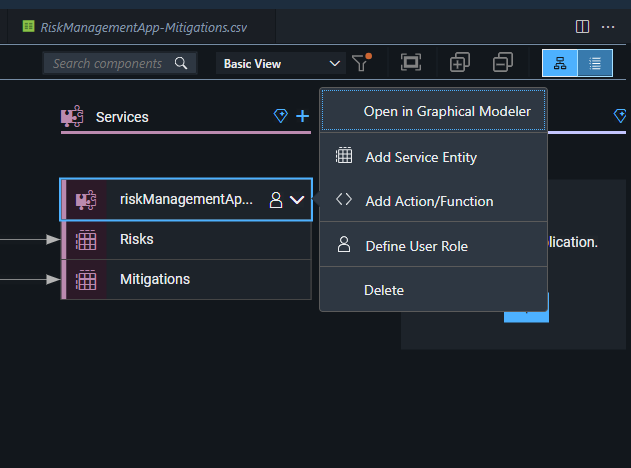 RiskManagementApp-Mitigations.csv
Search components
Basic View
Services
Open in Graphical Modeler
Add Service Entity
riskManagementAp...
Add Action/Function
Risks
Define User Role
Mitigations
Delete